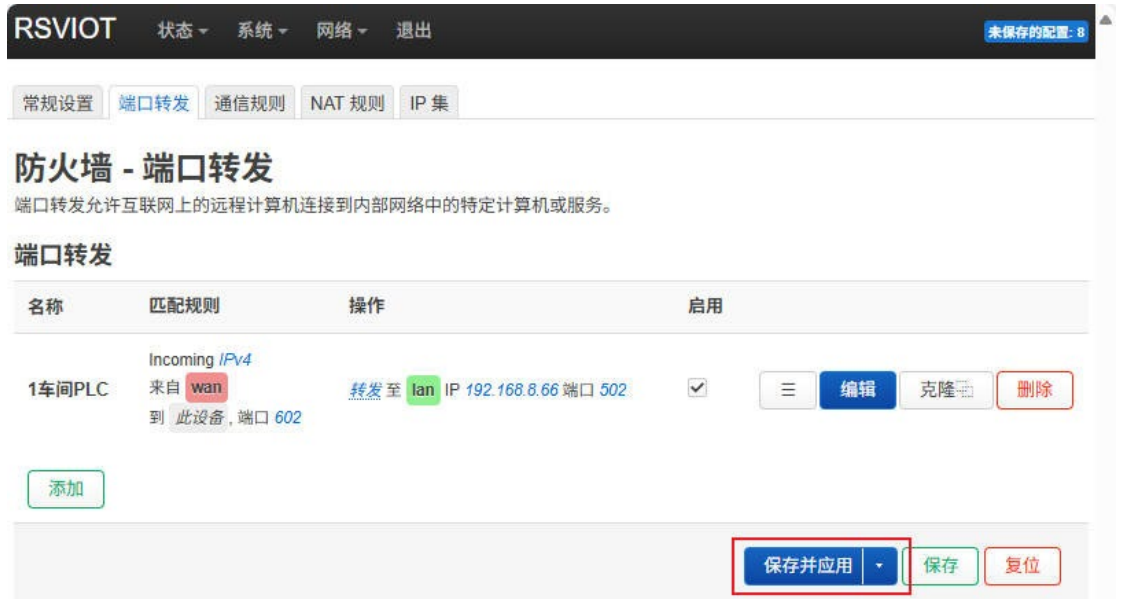 RSVIOT 状态 系统 网络 退出 未保存的配置: 8
常规设置 端口转发 通信规则 NAT 规则 IP 集
防火墙 - 端口转发
端口转发允许互联网上的远程计算机连接到内部网络中的特定计算机或服务。
端口转发
名称 匹配规则 操作 启用
1车间PLC
Incoming IPv4
来自 wan
到 此设备 , 端口 602
转发 至 lan IP 192.168.8.66 端口 502
☰ 编辑 克隆 删除
添加
保存并应用 保存 复位